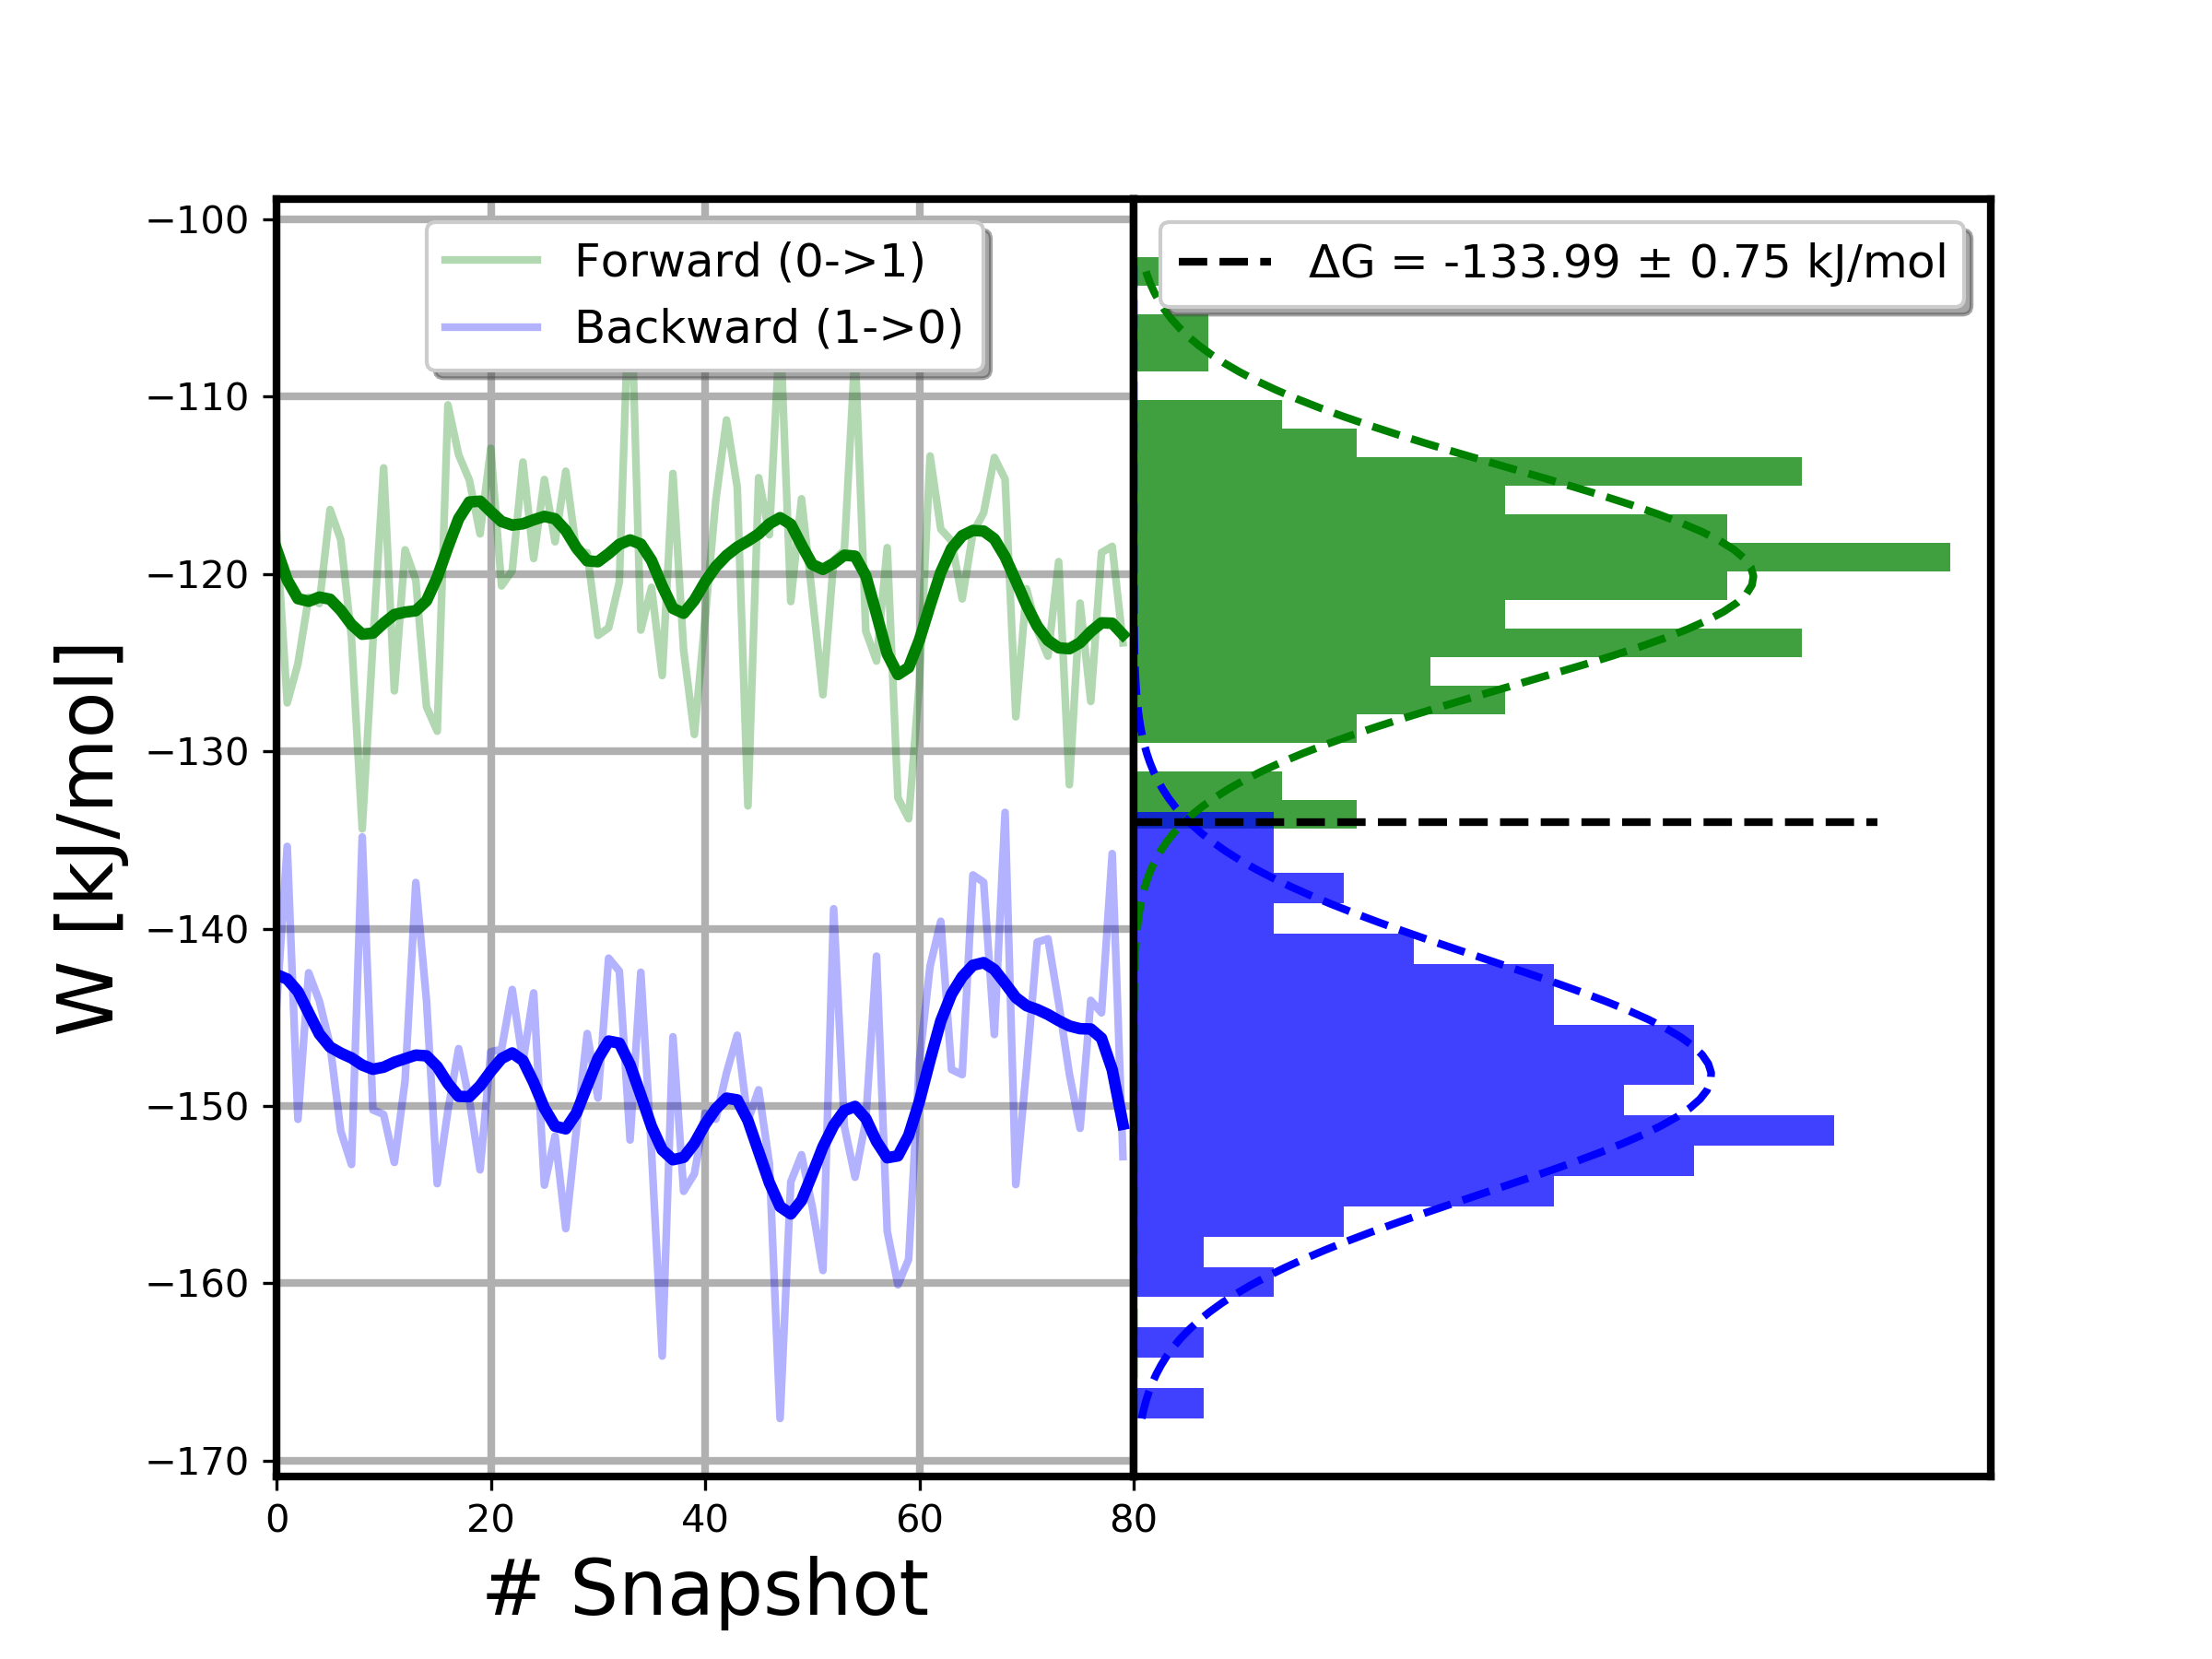 Forward (0->1)
Backward (1->0)
ΔG = -133.99 ± 0.75 kJ/mol
W [kJ/mol]
−100
−110
−120
−130
−140
−150
−160
−170
0 20 40 60 80
# Snapshot